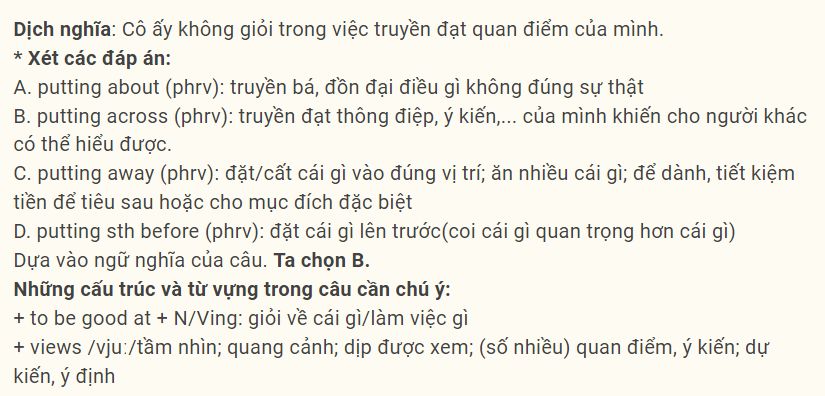 Dịch nghĩa: Cô ấy không giỏi trong việc truyền đạt quan điểm của mình.
* Xét các đáp án:
A. putting about (phrv): truyền bá, đồn đại điều gì không đúng sự thật
B. putting across (phrv): truyền đạt thông điệp, ý kiến,... của mình khiến cho người khác
có thể hiểu được.
C. putting away (phrv): đặt/cất cái gì vào đúng vị trí; ăn nhiều cái gì; để dành, tiết kiệm
tiền để tiêu sau hoặc cho mục đích đặc biệt
D. putting sth before (phrv): đặt cái gì lên trước(coi cái gì quan trọng hơn cái gì)
Dựa vào ngữ nghĩa của câu. Ta chọn B.
Những cấu trúc và từ vựng trong câu cần chú ý:
+ to be good at + N/Ving: giỏi về cái gì/làm việc gì
+ views /vjuː/tầm nhìn; quang cảnh; dịp được xem; (số nhiều) quan điểm, ý kiến; dự
kiến, ý định